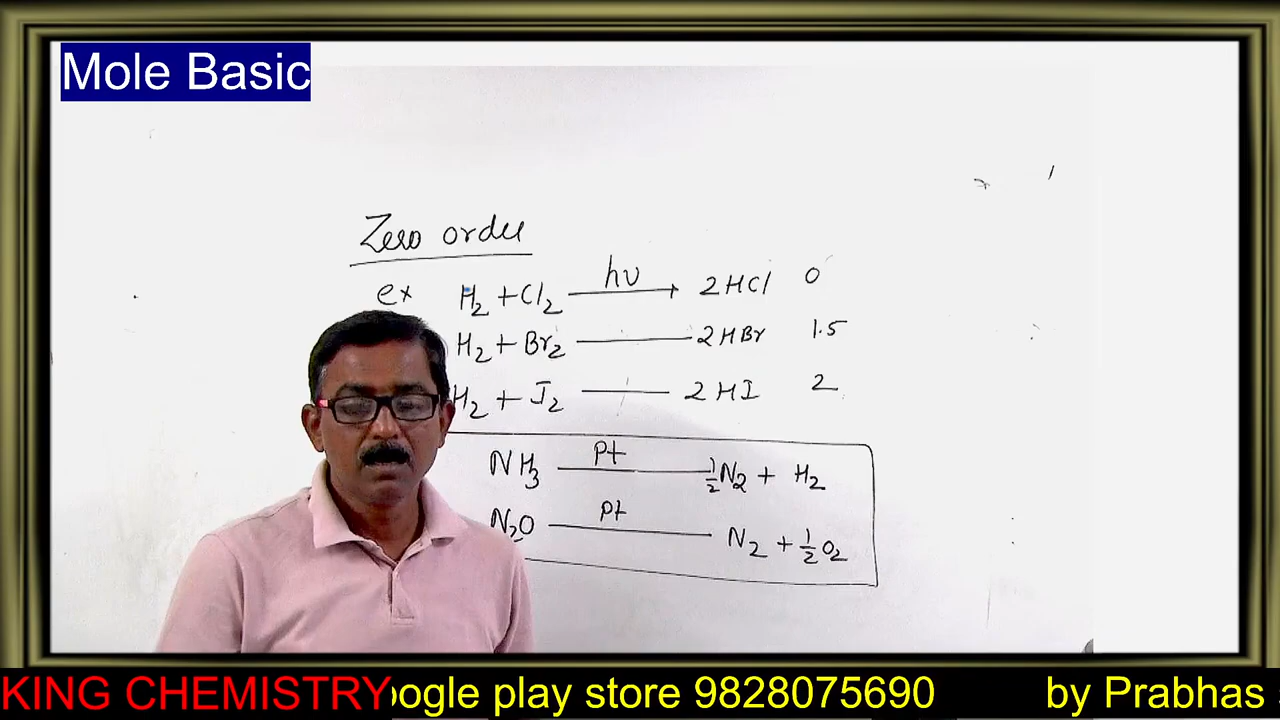 Mole Basic
Zero order
ex H₂ + Cl₂ hυ → 2HCl 0
H₂ + Br₂ — 2HBr 1.5
H₂ + I₂ — 2HI 2
NH₃ Pt — ½N₂ + H₂
N₂O Pt — N₂ + ½O₂
KING CHEMISTRY oogle play store 9828075690 by Prabhas